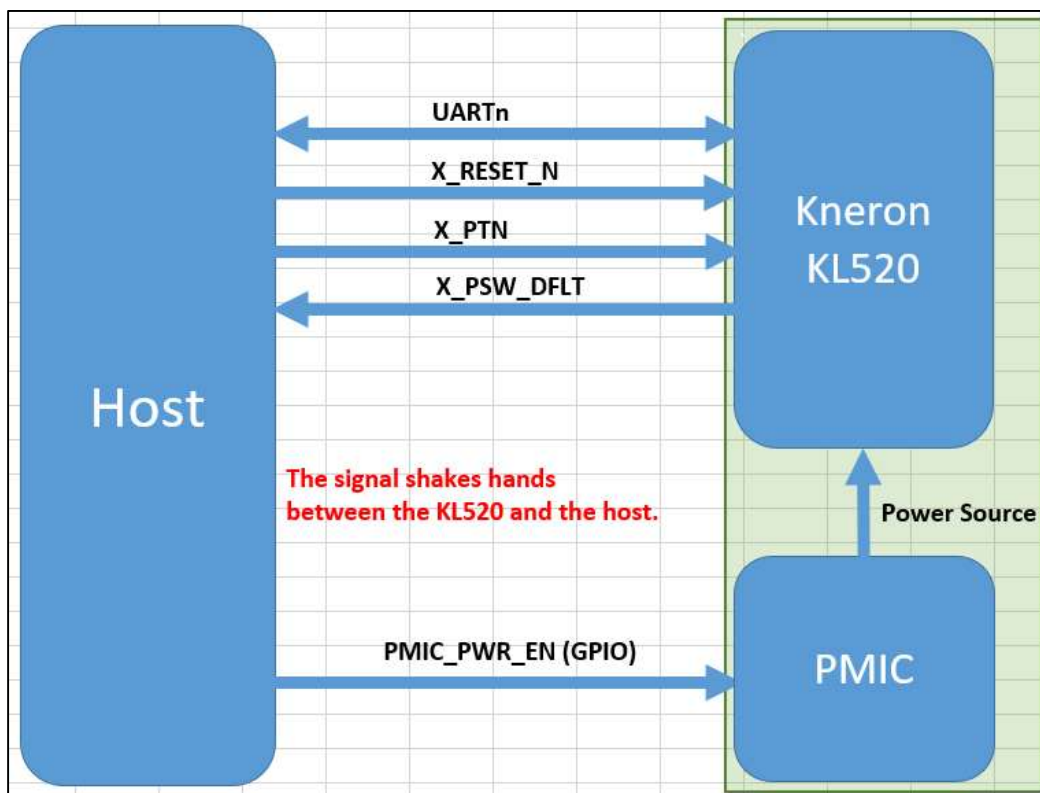 UARTn
X_RESET_N
X_PTN
X_PSW_DFLT
Kneron
KL520
Host
The signal shakes hands
between the KL520 and the host.
Power Source
PMIC_PWR_EN (GPIO)
PMIC